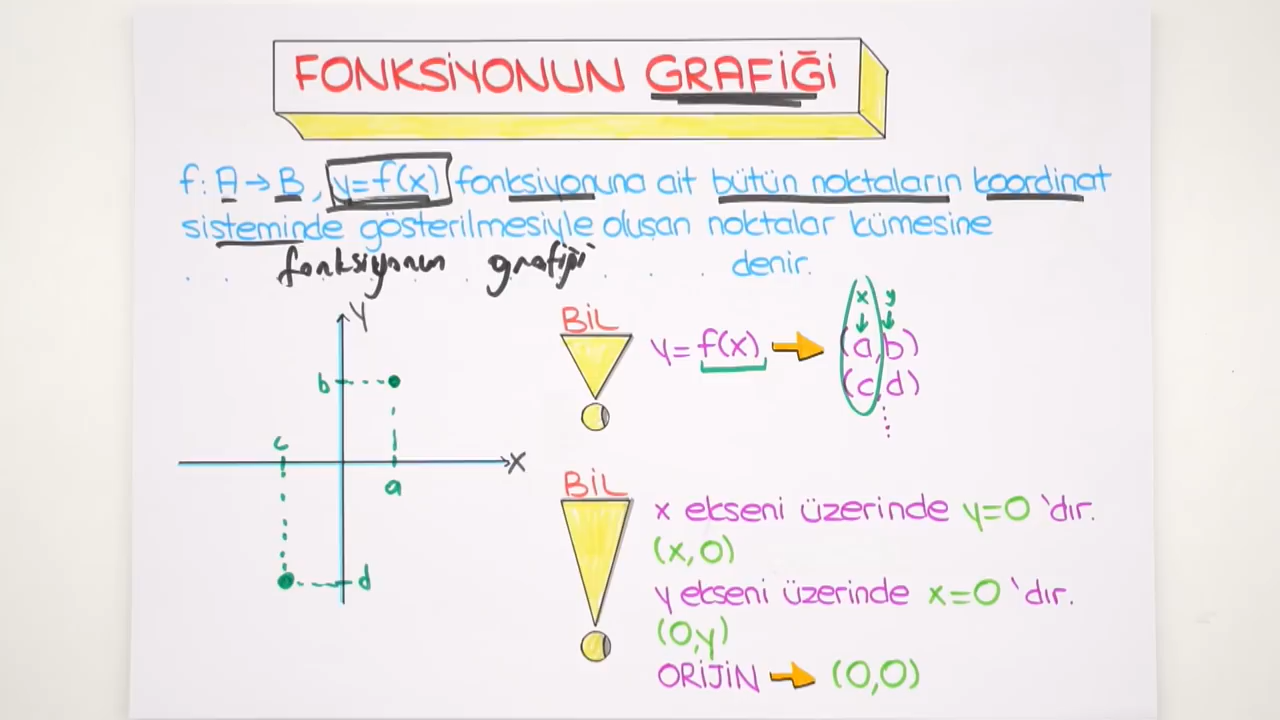 FONKSİYONUN GRAFİĞİ
f: A → B, y=f(x) fonksiyonuna ait bütün noktaların koordinat
sisteminde gösterilmesiyle oluşan noktalar kümesine
. . fonksiyonun grafiği . . . denir.
BİL
y= f(x) → (a,b)
x y
(c,d)
y
b
c
a
x
d
BİL
x ekseni üzerinde y=0 'dır.
(x,0)
y ekseni üzerinde x=0 'dır.
(0,y)
ORİJİN → (0,0)